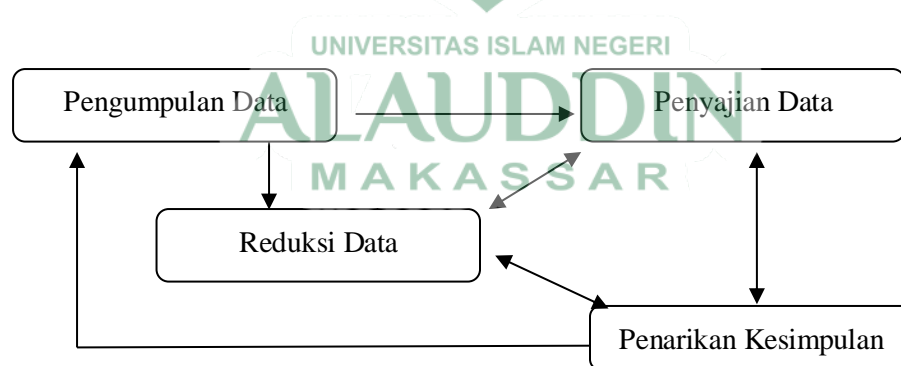 UNIVERSITAS ISLAM NEGERI
ALAUDDIN
MAKASSAR
Pengumpulan Data
Penyajian Data
Reduksi Data
Penarikan Kesimpulan